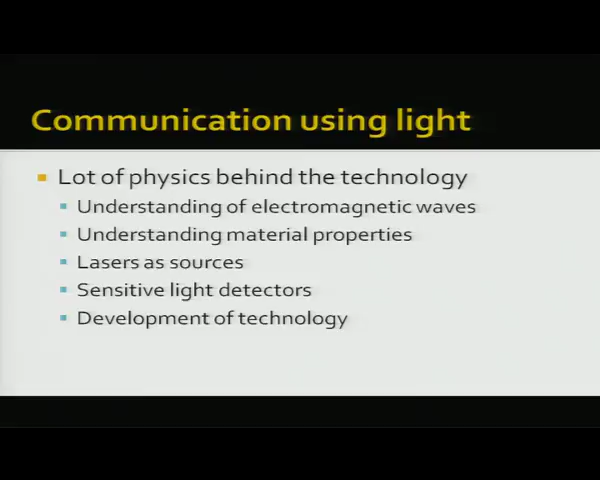 Communication using light
Lot of physics behind the technology
Understanding of electromagnetic waves
Understanding material properties
Lasers as sources
Sensitive light detectors
Development of technology